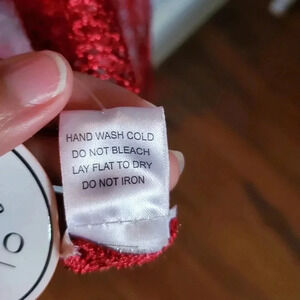 HAND WASH COLD
DO NOT BLEACH
LAY FLAT TO DRY
DO NOT IRON